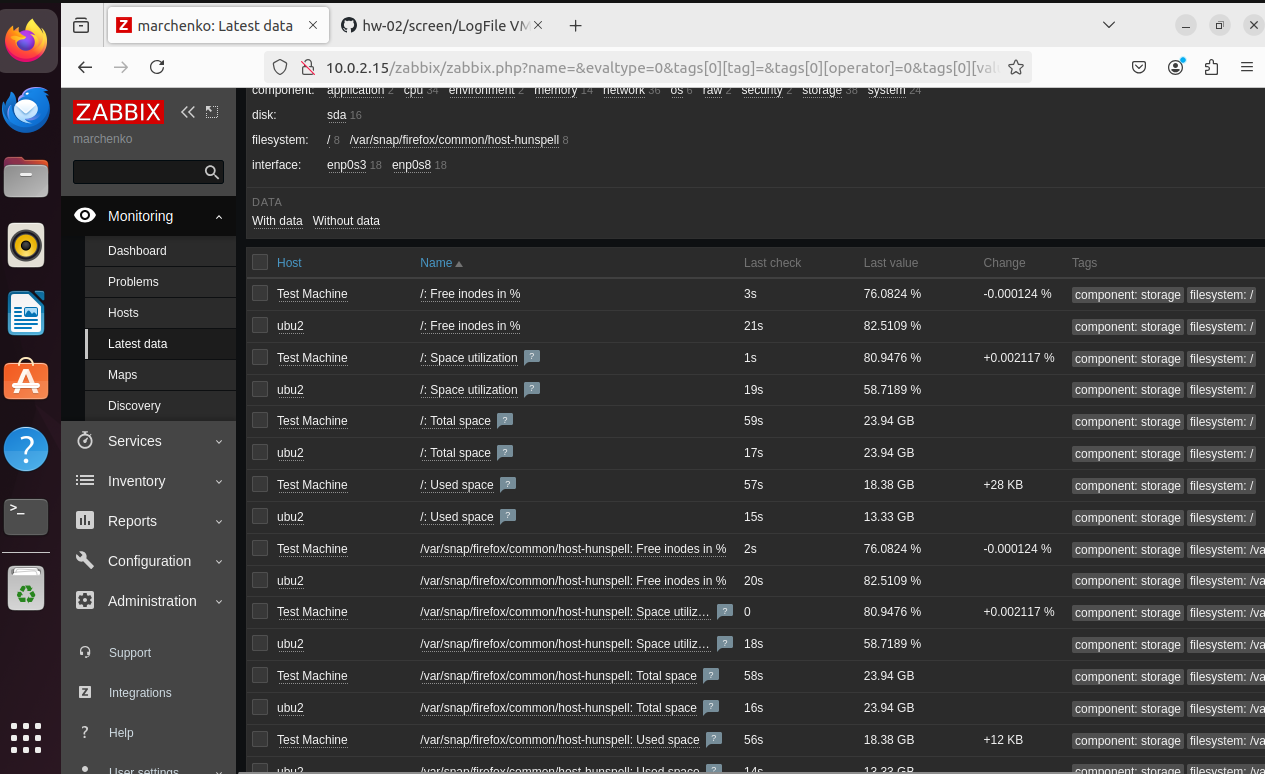 Z marchenko: Latest data × hw-02/screen/LogFile VM × +
10.0.2.15/zabbix/zabbix.php?name=&evaltype=0&tags[0][tag]=&tags[0][operator]=0&tags[0][val
ZABBIX
marchenko
Monitoring
Dashboard
Problems
Hosts
Latest data
Maps
Discovery
Services
Inventory
Reports
Configuration
Administration
Support
Z Integrations
? Help
User settings
component: application 2 cpu 34 environment 2 memory 14 network 36 os 6 raw 2 security 2 storage 38 system 24
disk: sda 16
filesystem: / 8 /var/snap/firefox/common/host-hunspell 8
interface: enp0s3 18 enp0s8 18
DATA
With data Without data
Host Name Last check Last value Change Tags
Test Machine /: Free inodes in % 3s 76.0824 % -0.000124 % component: storage filesystem: /
ubu2 /: Free inodes in % 21s 82.5109 % component: storage filesystem: /
Test Machine /: Space utilization ? 1s 80.9476 % +0.002117 % component: storage filesystem: /
ubu2 /: Space utilization ? 19s 58.7189 % component: storage filesystem: /
Test Machine /: Total space ? 59s 23.94 GB component: storage filesystem: /
ubu2 /: Total space ? 17s 23.94 GB component: storage filesystem: /
Test Machine /: Used space ? 57s 18.38 GB +28 KB component: storage filesystem: /
ubu2 /: Used space ? 15s 13.33 GB component: storage filesystem: /
Test Machine /var/snap/firefox/common/host-hunspell: Free inodes in % 2s 76.0824 % -0.000124 % component: storage filesystem: /va
ubu2 /var/snap/firefox/common/host-hunspell: Free inodes in % 20s 82.5109 % component: storage filesystem: /va
Test Machine /var/snap/firefox/common/host-hunspell: Space utiliz… ? 0 80.9476 % +0.002117 % component: storage filesystem: /va
ubu2 /var/snap/firefox/common/host-hunspell: Space utiliz… ? 18s 58.7189 % component: storage filesystem: /va
Test Machine /var/snap/firefox/common/host-hunspell: Total space ? 58s 23.94 GB component: storage filesystem: /va
ubu2 /var/snap/firefox/common/host-hunspell: Total space ? 16s 23.94 GB component: storage filesystem: /va
Test Machine /var/snap/firefox/common/host-hunspell: Used space ? 56s 18.38 GB +12 KB component: storage filesystem: /va
ubu2 /var/snap/firefox/common/host-hunspell: Used space ? 14s 13.33 GB component: storage filesystem: /va